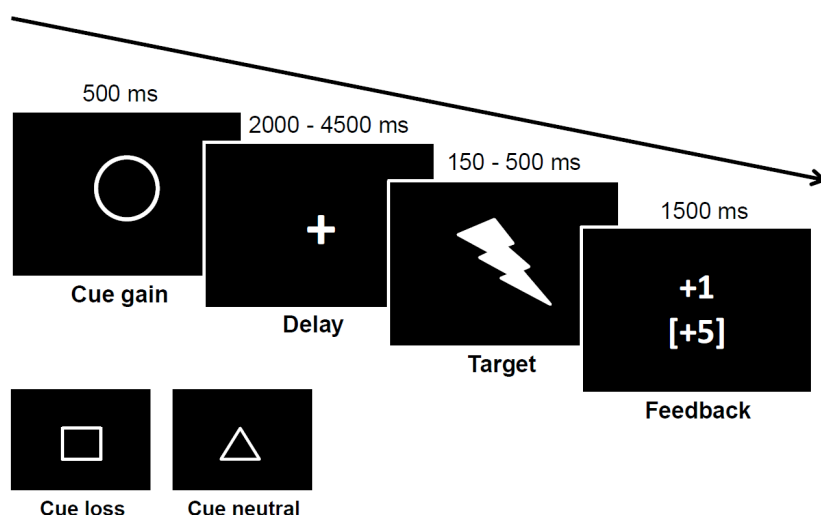 500 ms
2000 - 4500 ms
150 - 500 ms
1500 ms
+1
[+5]
Cue gain
Delay
Target
Feedback
Cue loss
Cue neutral